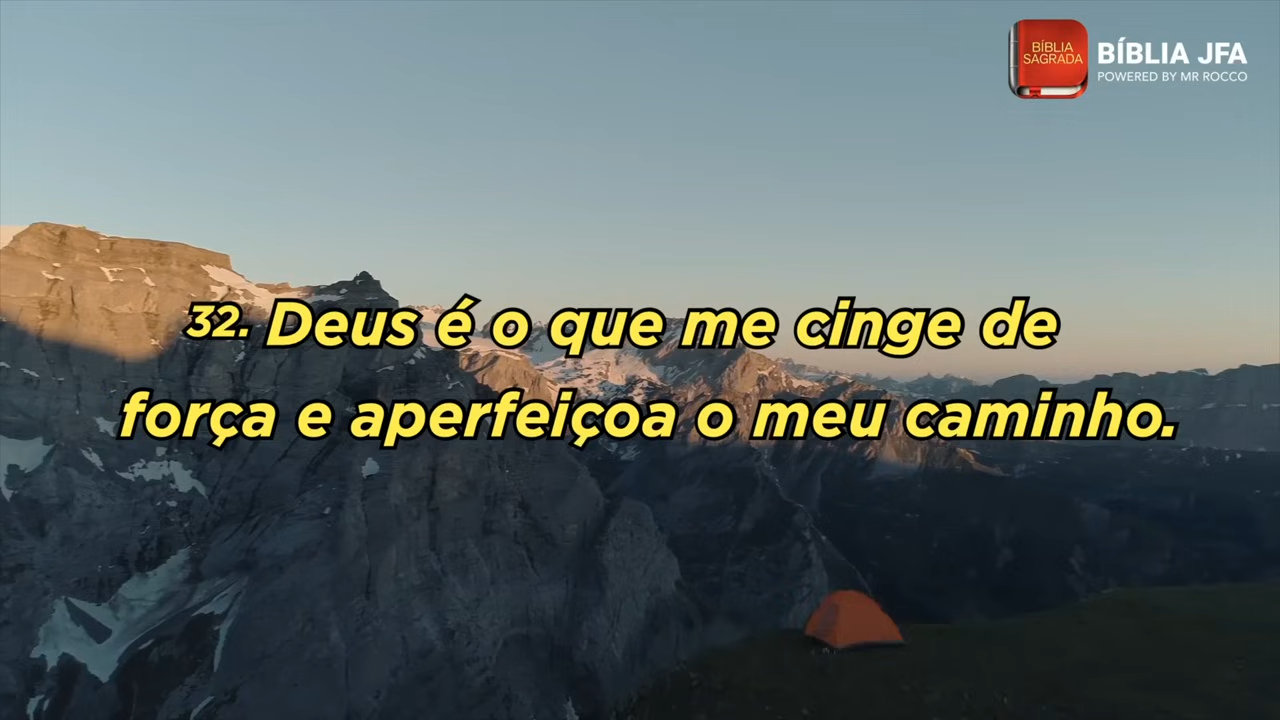 BÍBLIA
SAGRADA
BÍBLIA JFA
POWERED BY MR ROCCO
32. Deus é o que me cinge de
força e aperfeiçoa o meu caminho.